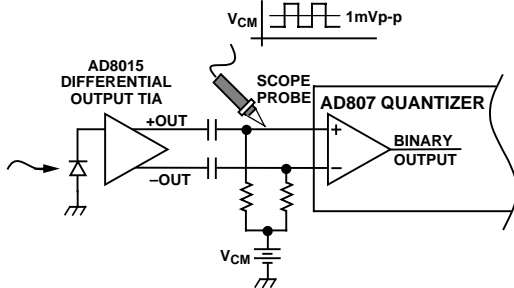 VCM
1mVp-p
AD8015
DIFFERENTIAL
OUTPUT TIA
SCOPE
PROBE
AD807 QUANTIZER
+OUT
+
BINARY
OUTPUT
–
–OUT
VCM